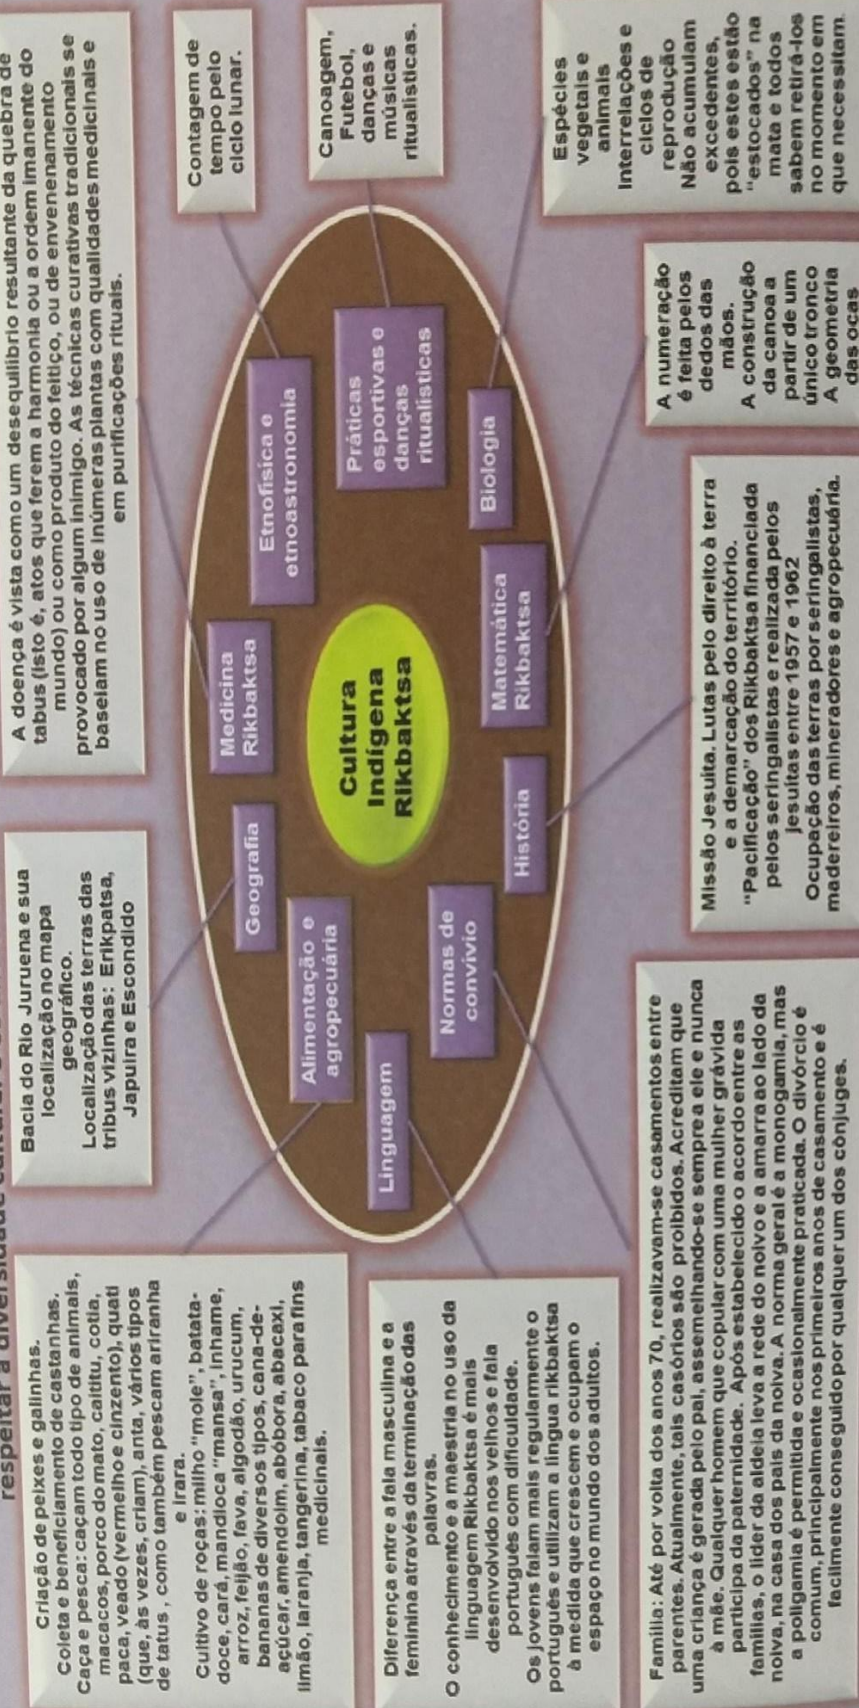 respeitar a diversidade
Criação de peixes e galinhas.
Coleta e beneficiamento de castanhas.
Caça e pesca: caçam todo tipo de animais,
macacos, porco do mato, caititu, cotia,
paca, veado (vermelho e cinzento), quati
(que, às vezes, criam), anta, vários tipos
de tatus , como também pescam ariranha
e irara.
Cultivo de roças: milho “mole”, batata-
doce, cará, mandioca “mansa”, inhame,
arroz, feijão, fava, algodão, urucum,
bananas de diversos tipos, cana-de-
açúcar, amendoim, abóbora, abacaxi,
limão, laranja, tangerina, tabaco para fins
medicinais.
Bacia do Rio Juruena e sua
localização no mapa
geográfico.
Localização das terras das
tribus vizinhas: Erikpatsa,
Japuira e Escondido
A doença é vista como um desequilíbrio resultante da quebra de
tabus (isto é, atos que ferem a harmonia ou a ordem imanente do
mundo) ou como produto do feitiço, ou de envenenamento
provocado por algum inimigo. As técnicas curativas tradicionais se
baseiam no uso de inúmeras plantas com qualidades medicinais e
em purificações rituais.
Contagem de
tempo pelo
ciclo lunar.
Canoagem,
Futebol,
danças e
músicas
ritualísticas.
Geografia
Medicina
Rikbaktsa
Etnofísica e
etnoastronomia
Alimentação e
agropecuária
Práticas
esportivas e
danças
ritualísticas
Cultura
Indígena
Rikbaktsa
Linguagem
Normas de
convívio
História
Matemática
Rikbaktsa
Biologia
Diferença entre a fala masculina e a
feminina através da terminação das
palavras.
O conhecimento e a maestria no uso da
linguagem Rikbaktsa é mais
desenvolvido nos velhos e fala
português com dificuldade.
Os jovens falam mais regularmente o
português e utilizam a língua rikbaktsa
à medida que crescem e ocupam o
espaço no mundo dos adultos.
Família: Até por volta dos anos 70, realizavam-se casamentos entre
parentes. Atualmente, tais casórios são proibidos. Acreditam que
uma criança é gerada pelo pai, assemelhando-se sempre a ele e nunca
à mãe. Qualquer homem que copular com uma mulher grávida
participa da paternidade. Após estabelecido o acordo entre as
famílias, o líder da aldeia leva a rede do noivo e a amarra ao lado da
noiva, na casa dos pais da noiva. A norma geral é a monogamia, mas
a poligamia é permitida e ocasionalmente praticada. O divórcio é
comum, principalmente nos primeiros anos de casamento e é
facilmente conseguido por qualquer um dos cônjuges.
Missão Jesuíta. Lutas pelo direito à terra
e a demarcação do território.
“Pacificação” dos Rikbaktsa financiada
pelos seringalistas e realizada pelos
jesuítas entre 1957 e 1962
Ocupação das terras por seringalistas,
madereiros, mineradores e agropecuária.
A numeração
é feita pelos
dedos das
mãos.
A construção
da canoa a
partir de um
único tronco
A geometria
das ocas
Espécies
vegetais e
animais
Interrelações e
ciclos de
reprodução
Não acumulam
excedentes,
pois estes estão
“estocados” na
mata e todos
sabem retirá-los
no momento em
que necessitam.